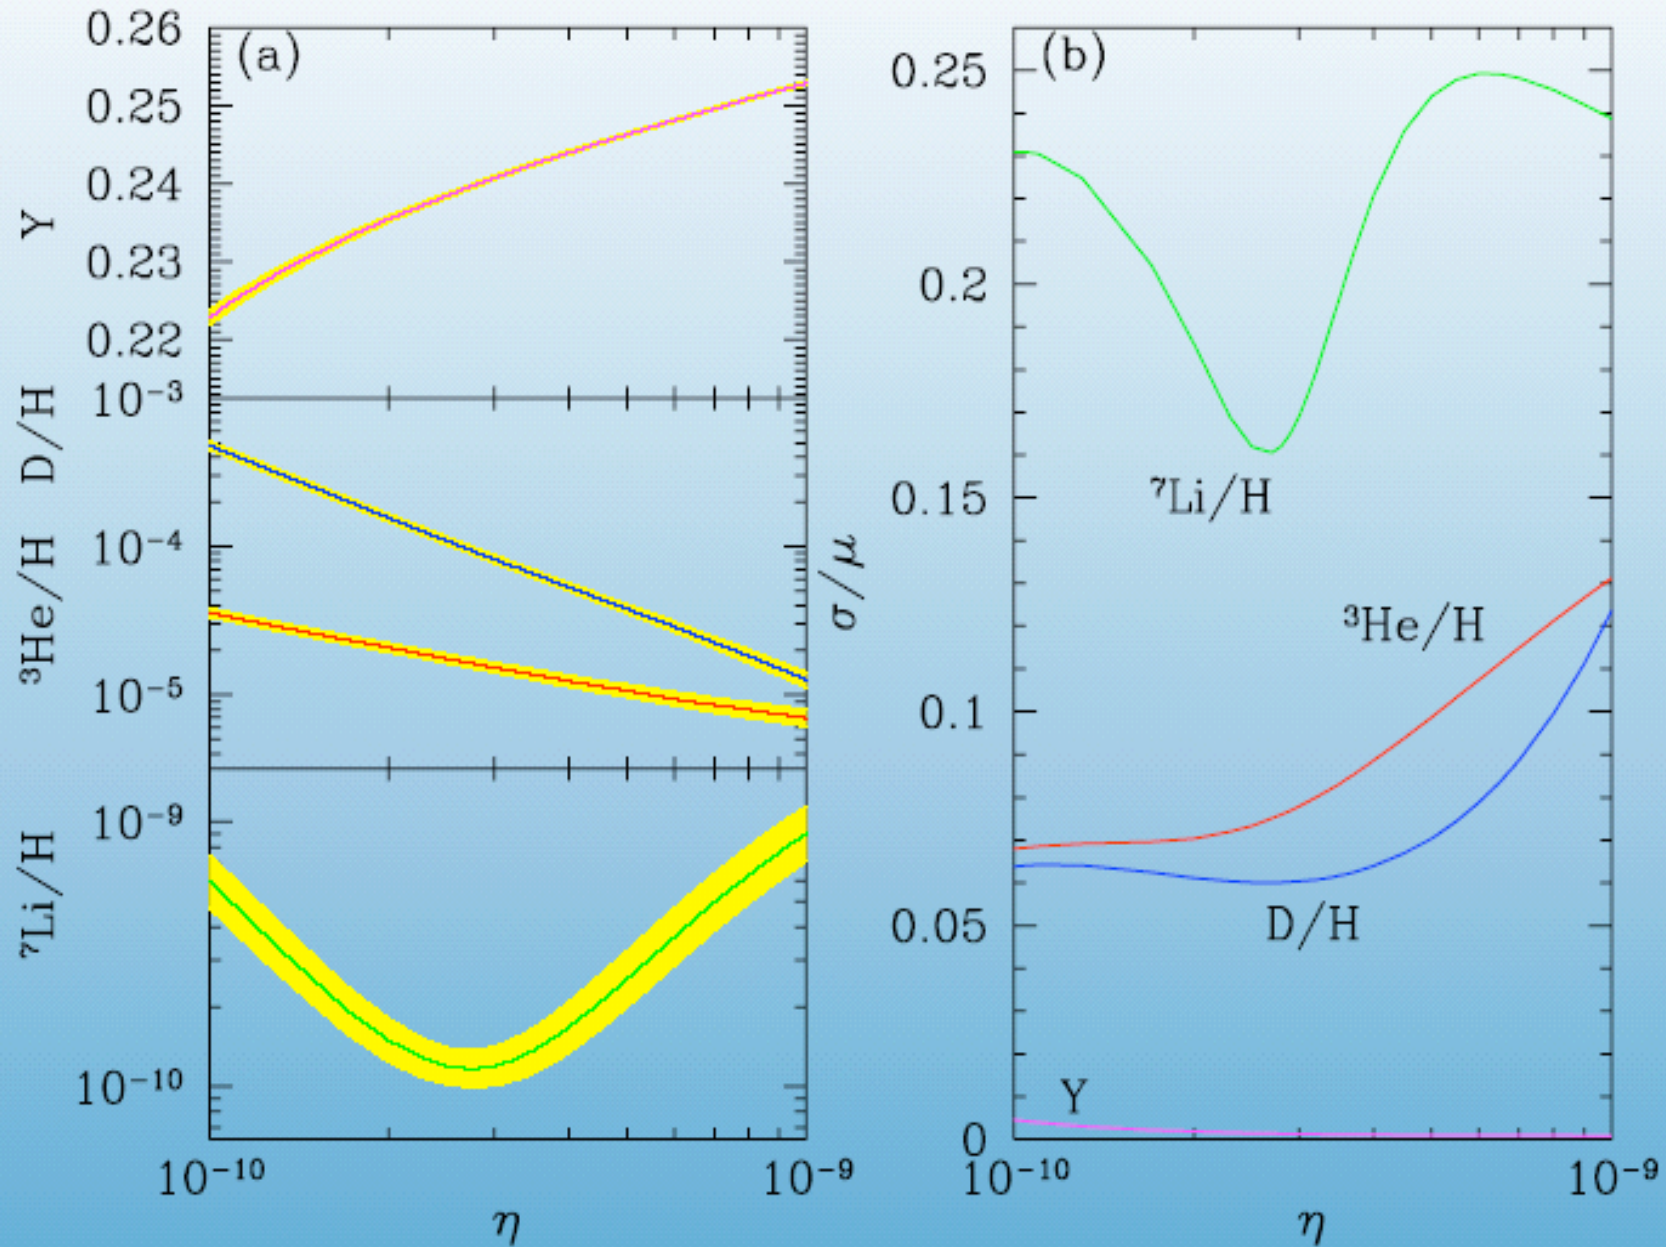 (a)
0.26
0.25
0.24
0.23
0.22
Y
10⁻³
10⁻⁴
10⁻⁵
³He/H D/H
10⁻⁹
10⁻¹⁰
⁷Li/H
10⁻¹⁰ 10⁻⁹
η
(b)
0.25
0.2
0.15
0.1
0.05
0
σ/μ
⁷Li/H
³He/H
D/H
Y
10⁻¹⁰ 10⁻⁹
η